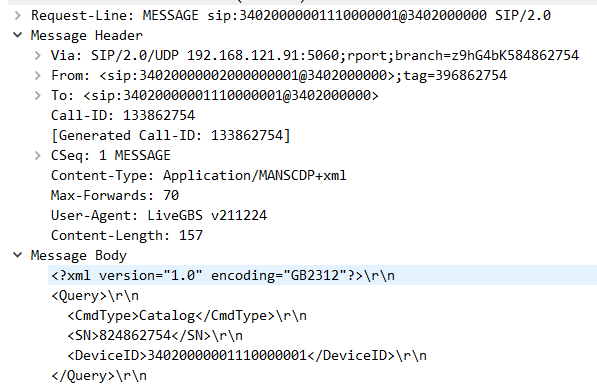 Request-Line: MESSAGE sip:34020000001110000001@3402000000 SIP/2.0
Message Header
Via: SIP/2.0/UDP 192.168.121.91:5060;rport;branch=z9hG4bK584862754
From: <sip:34020000002000000001@3402000000>;tag=396862754
To: <sip:34020000001110000001@3402000000>
Call-ID: 133862754
[Generated Call-ID: 133862754]
CSeq: 1 MESSAGE
Content-Type: Application/MANSCDP+xml
Max-Forwards: 70
User-Agent: LiveGBS v211224
Content-Length: 157
Message Body
<?xml version="1.0" encoding="GB2312"?>\r\n
<Query>\r\n
<CmdType>Catalog</CmdType>\r\n
<SN>824862754</SN>\r\n
<DeviceID>34020000001110000001</DeviceID>\r\n
</Query>\r\n